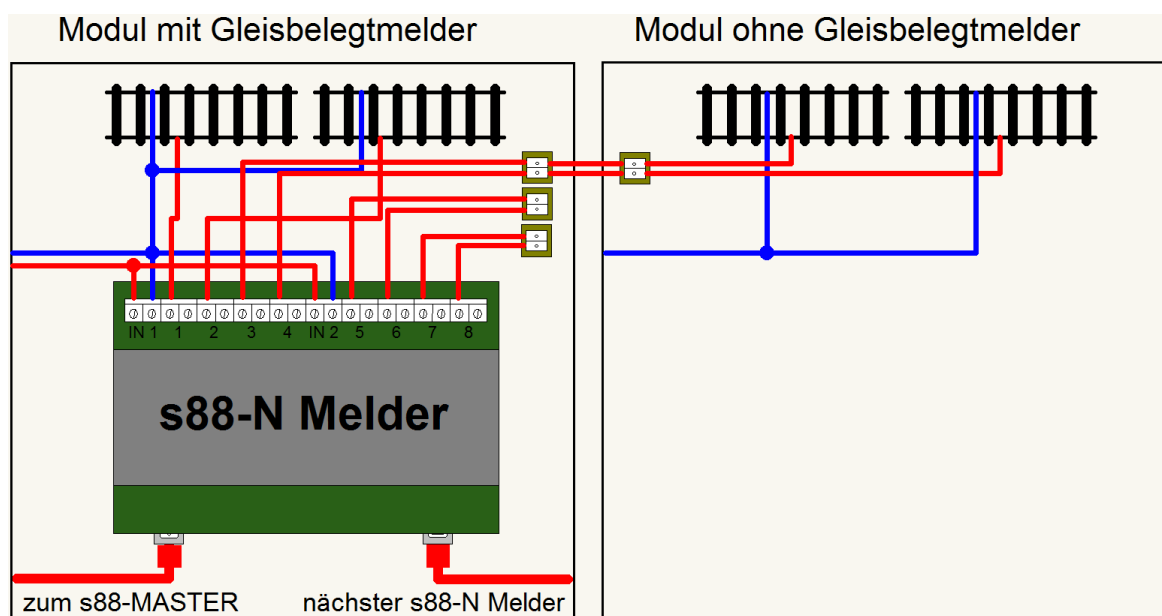 Modul mit Gleisbelegtmelder
Modul ohne Gleisbelegtmelder
IN 1 1 2 3 4 IN 2 5 6 7 8
s88-N Melder
zum s88-MASTER
nächster s88-N Melder